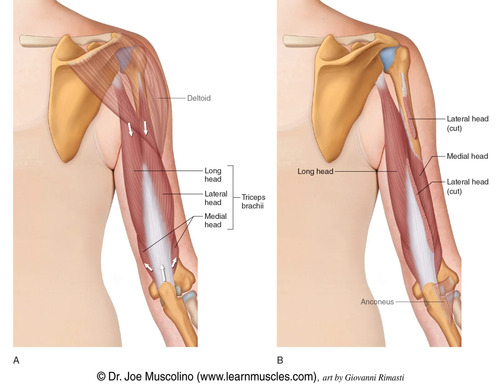 Deltoid
Long
head
Lateral
head
Medial
head
Triceps
brachii
A
Lateral head
(cut)
Medial head
Long head
Lateral head
(cut)
Anconeus
B
© Dr. Joe Muscolino (www.learnmuscles.com), art by Giovanni Rimasti